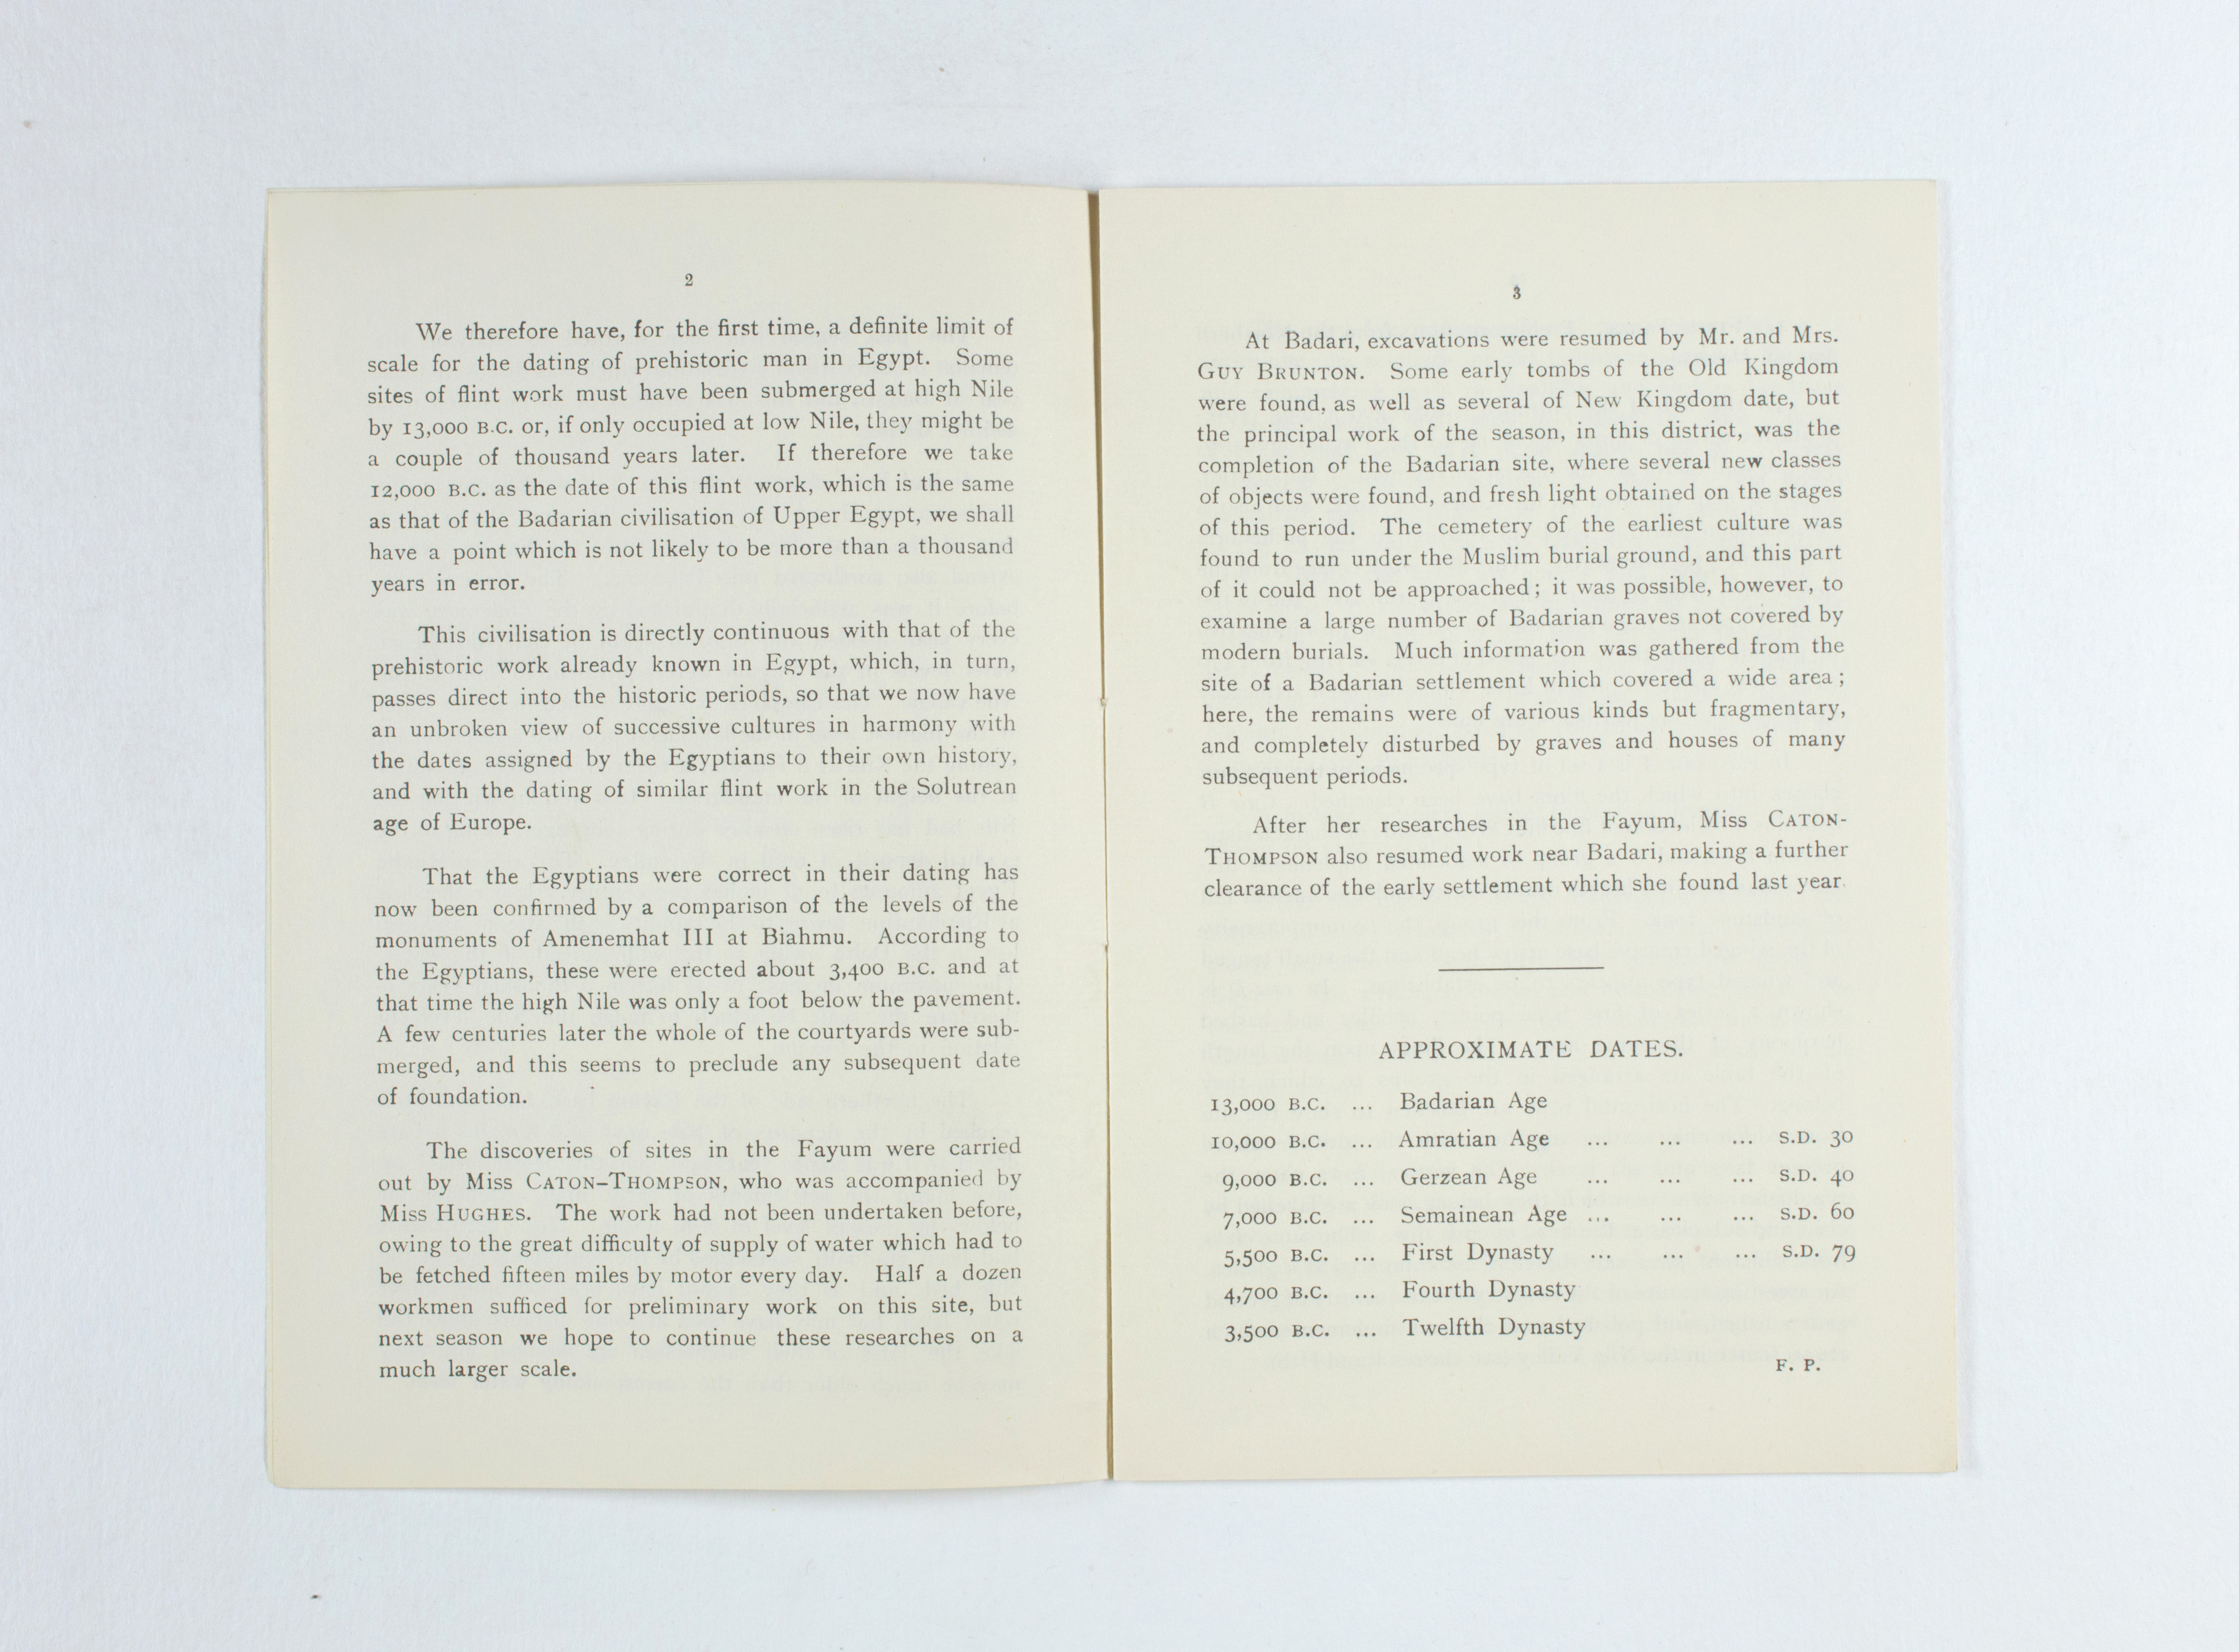 2
We therefore have, for the first time, a definite limit of
scale for the dating of prehistoric man in Egypt. Some
sites of flint work must have been submerged at high Nile
by 13,000 B.C. or, if only occupied at low Nile, they might be
a couple of thousand years later. If therefore we take
12,000 B.C. as the date of this flint work, which is the same
as that of the Badarian civilisation of Upper Egypt, we shall
have a point which is not likely to be more than a thousand
years in error.
This civilisation is directly continuous with that of the
prehistoric work already known in Egypt, which, in turn,
passes direct into the historic periods, so that we now have
an unbroken view of successive cultures in harmony with
the dates assigned by the Egyptians to their own history,
and with the dating of similar flint work in the Solutrean
age of Europe.
That the Egyptians were correct in their dating has
now been confirmed by a comparison of the levels of the
monuments of Amenemhat III at Biahmu. According to
the Egyptians, these were erected about 3,400 B.C. and at
that time the high Nile was only a foot below the pavement.
A few centuries later the whole of the courtyards were sub-
merged, and this seems to preclude any subsequent date
of foundation.
The discoveries of sites in the Fayum were carried
out by Miss CATON-THOMPSON, who was accompanied by
Miss HUGHES. The work had not been undertaken before,
owing to the great difficulty of supply of water which had to
be fetched fifteen miles by motor every day. Half a dozen
workmen sufficed for preliminary work on this site, but
next season we hope to continue these researches on a
much larger scale.
3
At Badari, excavations were resumed by Mr. and Mrs.
GUY BRUNTON. Some early tombs of the Old Kingdom
were found, as well as several of New Kingdom date, but
the principal work of the season, in this district, was the
completion of the Badarian site, where several new classes
of objects were found, and fresh light obtained on the stages
of this period. The cemetery of the earliest culture was
found to run under the Muslim burial ground, and this part
of it could not be approached; it was possible, however, to
examine a large number of Badarian graves not covered by
modern burials. Much information was gathered from the
site of a Badarian settlement which covered a wide area;
here, the remains were of various kinds but fragmentary,
and completely disturbed by graves and houses of many
subsequent periods.
After her researches in the Fayum, Miss CATON-
THOMPSON also resumed work near Badari, making a further
clearance of the early settlement which she found last year.
APPROXIMATE DATES.
13,000 B.C. ... Badarian Age
10,000 B.C. ... Amratian Age ... ... ... S.D. 30
9,000 B.C. ... Gerzean Age ... ... ... S.D. 40
7,000 B.C. ... Semainean Age ... ... ... S.D. 60
5,500 B.C. ... First Dynasty ... ... ... S.D. 79
4,700 B.C. ... Fourth Dynasty
3,500 B.C. ... Twelfth Dynasty
F. P.